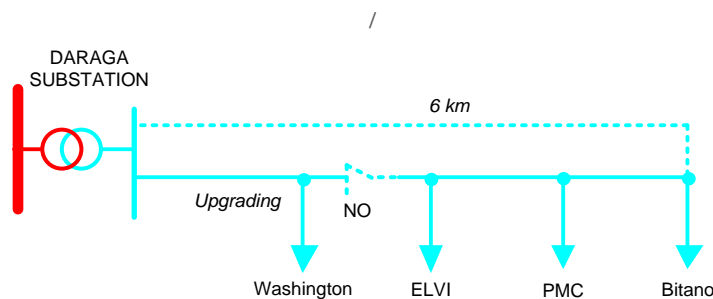 /
DARAGA
SUBSTATION
6 km
Upgrading
NO
Washington
ELVI
PMC
Bitano